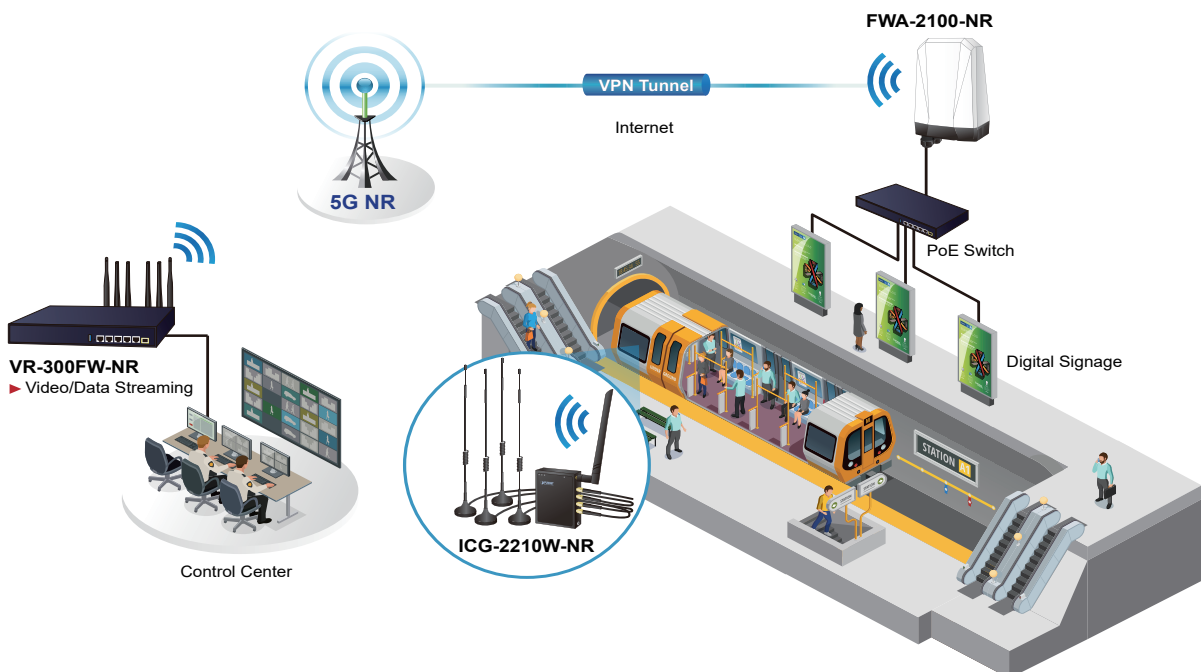 FWA-2100-NR
VPN Tunnel
Internet
5G NR
PoE Switch
VR-300FW-NR
Video/Data Streaming
Digital Signage
STATION A1
ICG-2210W-NR
Control Center